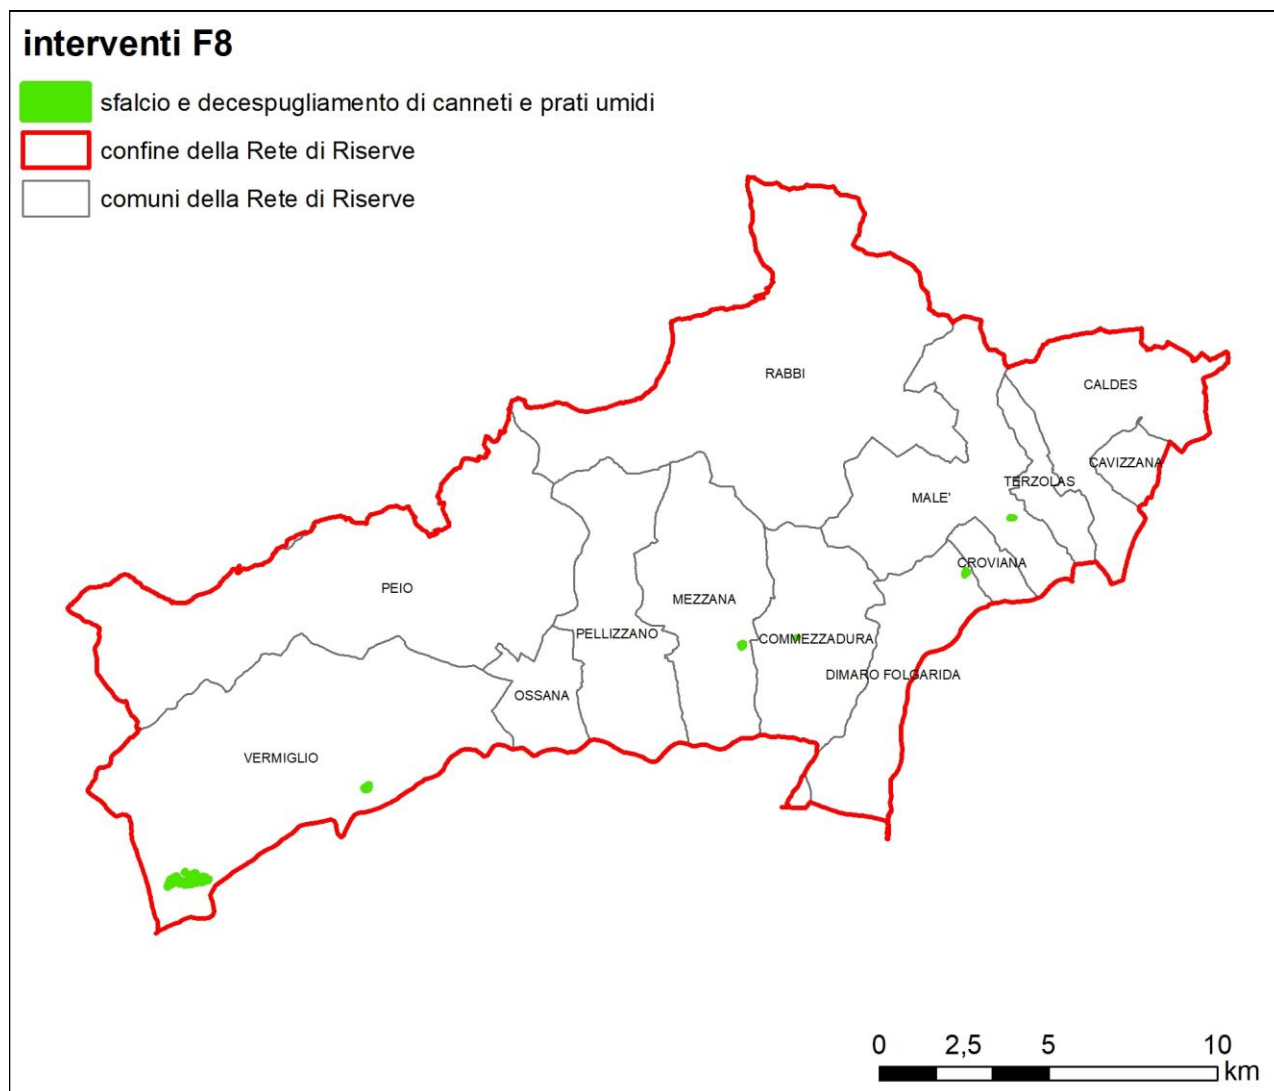 interventi F8
sfalcio e decespugliamento di canneti e prati umidi
confine della Rete di Riserve
comuni della Rete di Riserve
RABBI
CALDES
CAVIZZANA
TERZOLAS
MALE'
CROVIANA
PEIO
MEZZANA
PELLIZZANO
COMMEZZADURA
DIMARO FOLGARIDA
OSSANA
VERMIGLIO
0 2,5 5 10
km